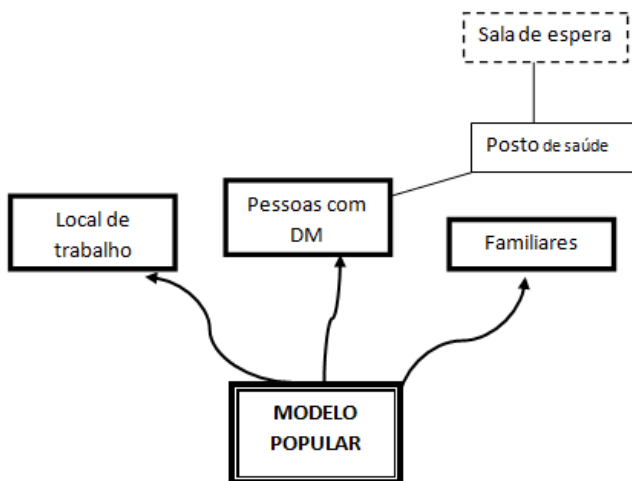 Sala de espera
Posto de saúde
Local de
trabalho
Pessoas com
DM
Familiares
MODELO
POPULAR